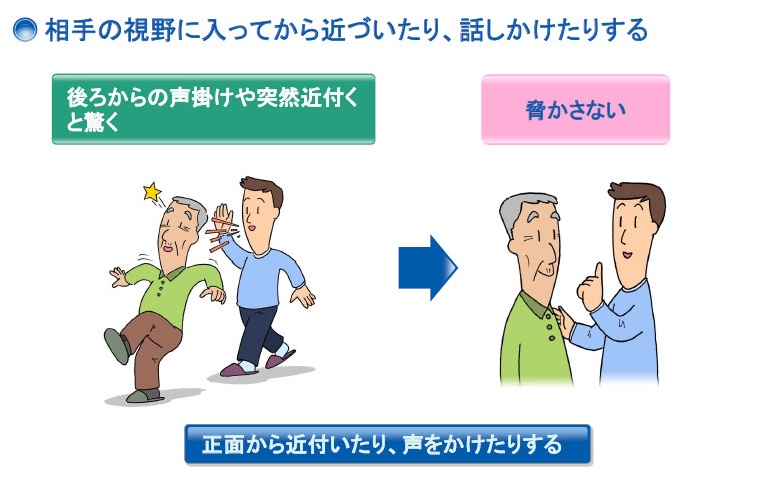 相手の視野に入ってから近づいたり、話しかけたりする
後ろからの声掛けや突然近付く
と驚く
脅かさない
正面から近付いたり、声をかけたりする